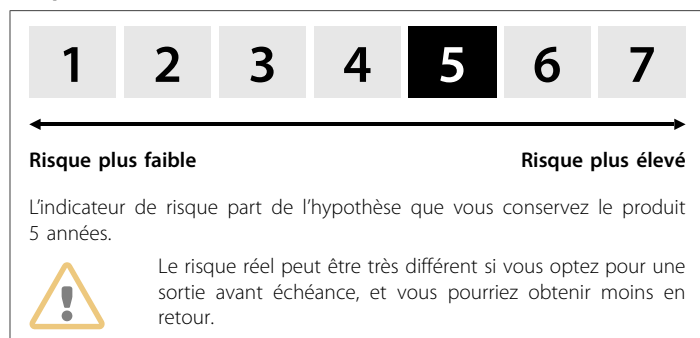 1 2 3 4 5 6 7
Risque plus faible Risque plus élevé
L'indicateur de risque part de l'hypothèse que vous conservez le produit
5 années.
Le risque réel peut être très différent si vous optez pour une
sortie avant échéance, et vous pourriez obtenir moins en
retour.